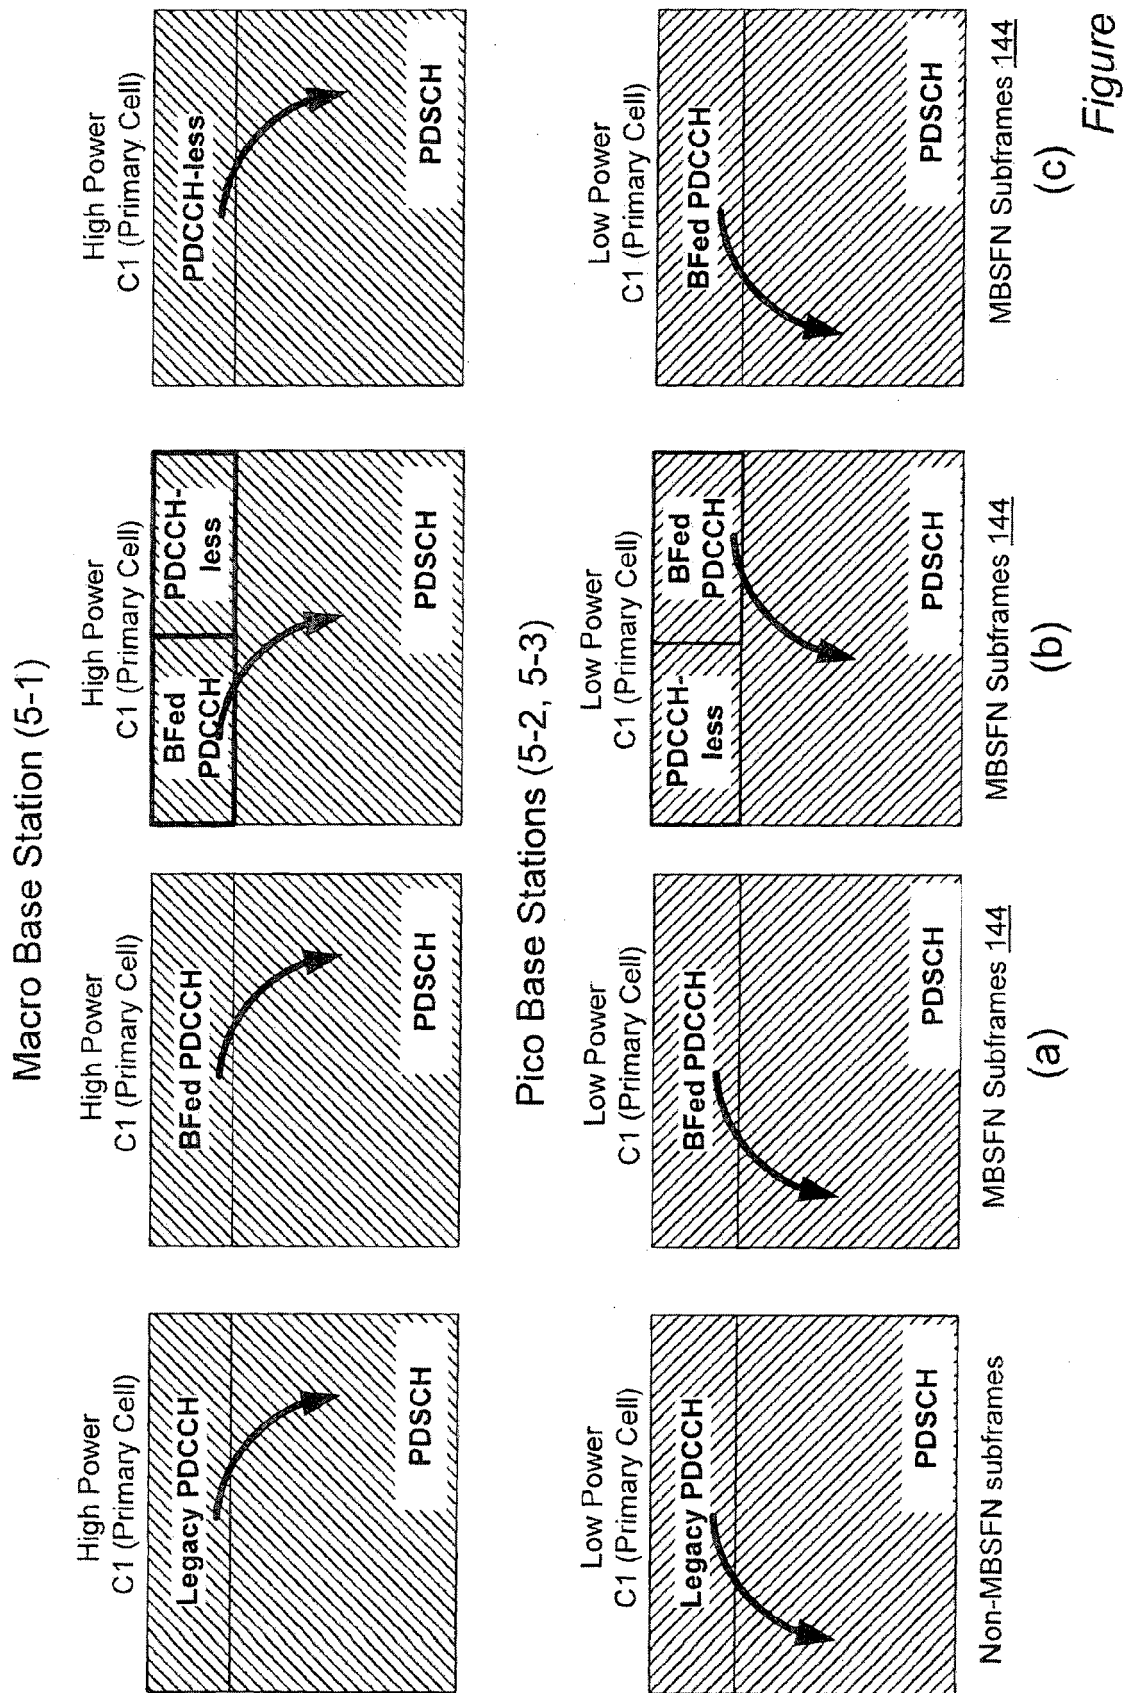 Macro Base Station (5-1)
High Power
C1 (Primary Cell)
Legacy PDCCH
PDSCH
High Power
C1 (Primary Cell)
BFed PDCCH
PDSCH
High Power
C1 (Primary Cell)
BFed
PDCCH
PDCCH-
less
PDSCH
High Power
C1 (Primary Cell)
PDCCH-less
PDSCH
Pico Base Stations (5-2, 5-3)
Low Power
C1 (Primary Cell)
Legacy PDCCH
PDSCH
Non-MBSFN subframes
Low Power
C1 (Primary Cell)
BFed PDCCH
PDSCH
MBSFN Subframes 144
(a)
Low Power
C1 (Primary Cell)
PDCCH-
less
BFed
PDCCH
PDSCH
MBSFN Subframes 144
(b)
Low Power
C1 (Primary Cell)
BFed PDCCH
PDSCH
MBSFN Subframes 144
(c)
Figure